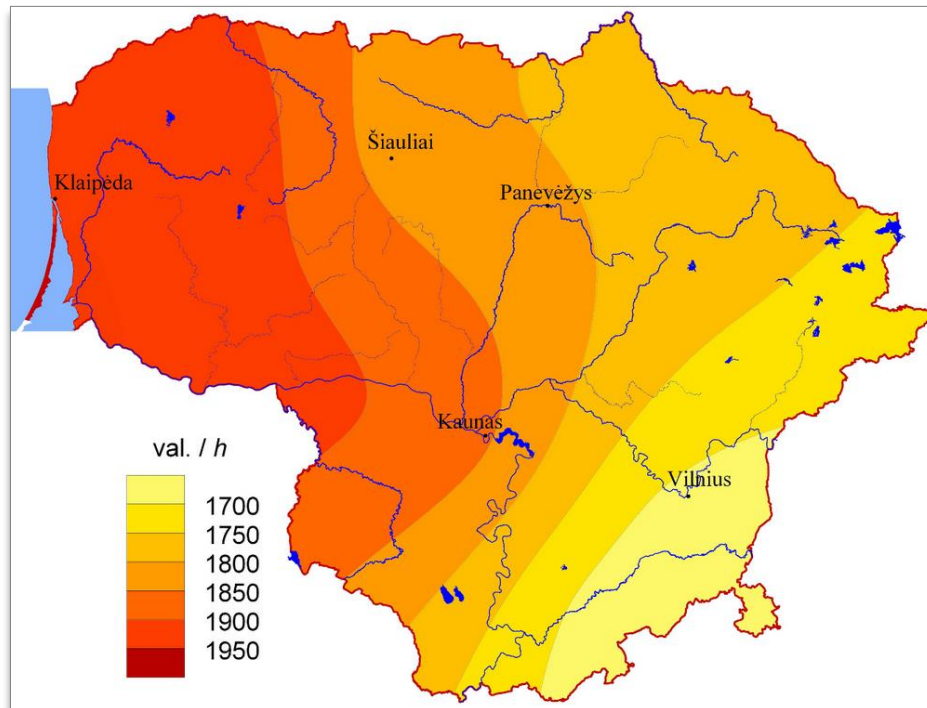 Šiauliai
Klaipėda
Panevėžys
Kaunas
Vilnius
val. / h
1700
1750
1800
1850
1900
1950